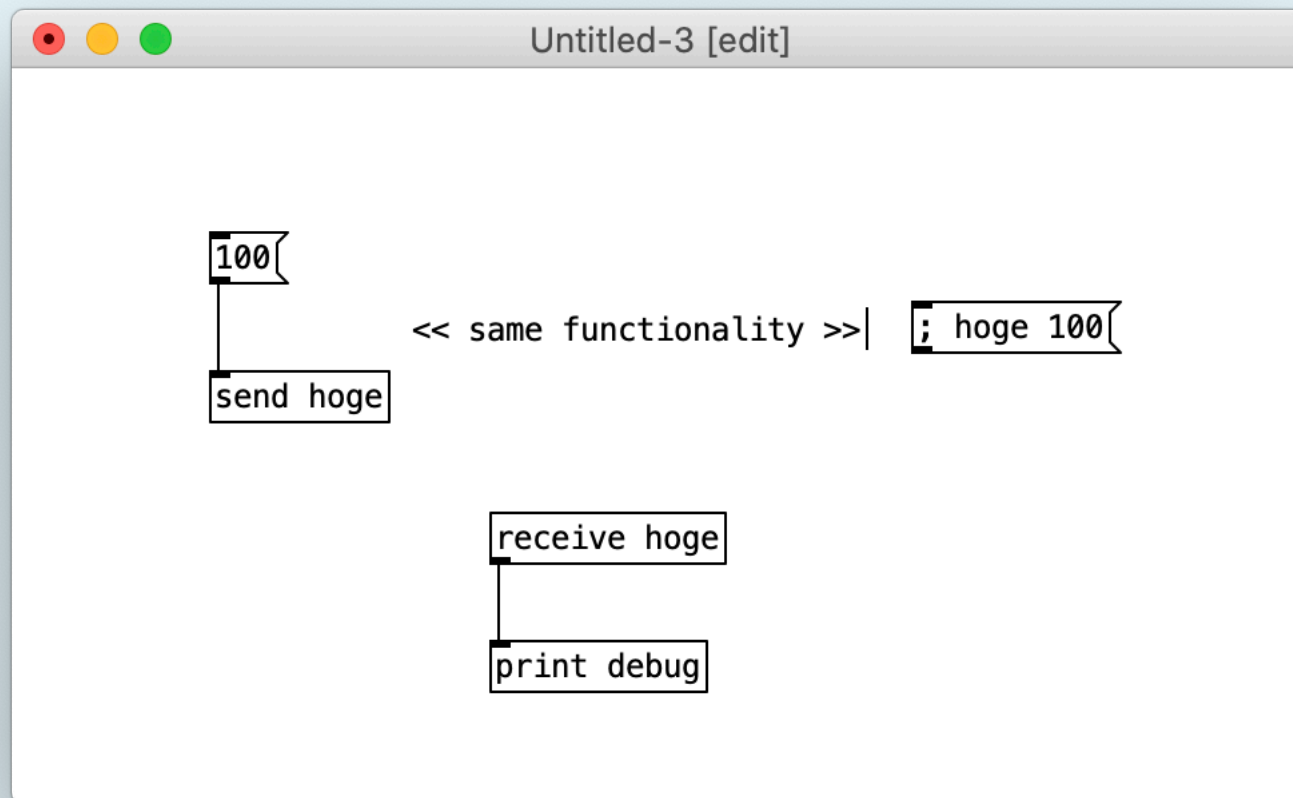 Untitled-3 [edit]
100
<< same functionality >>
; hoge 100
send hoge
receive hoge
print debug